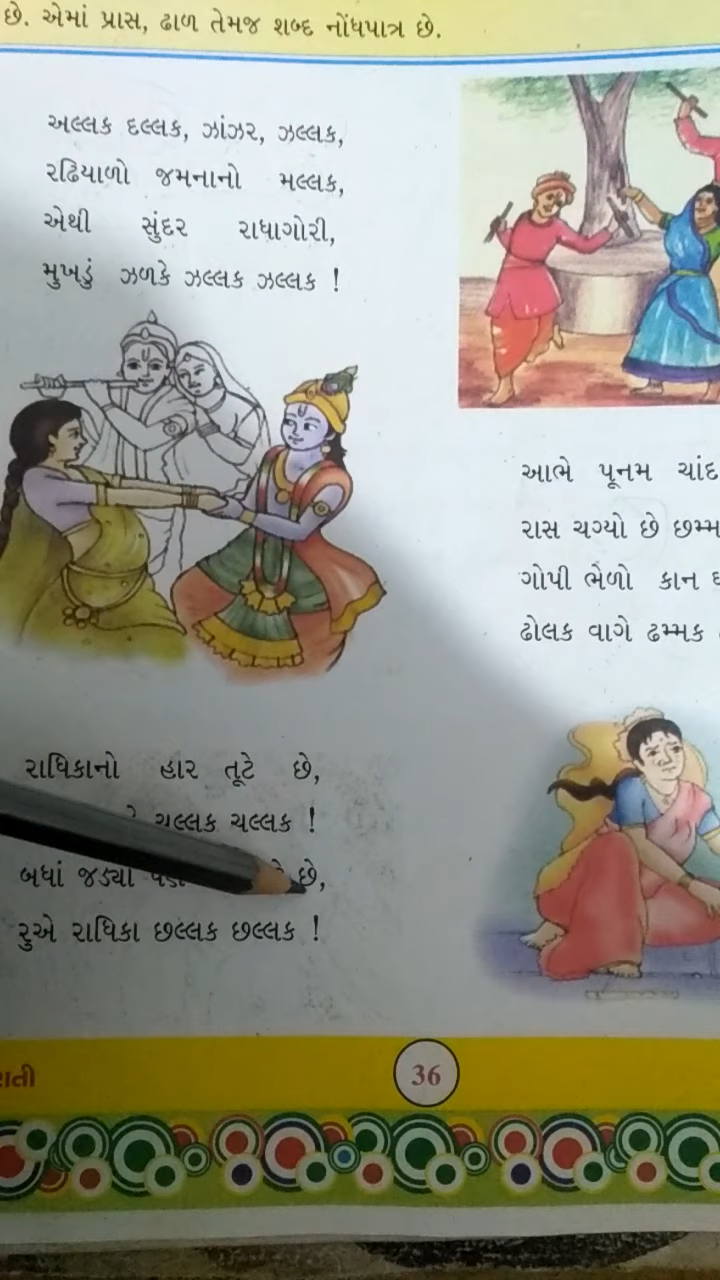 છે. એમાં પ્રાસ, ઢાળ તેમજ શબ્દ નોંધપાત્ર છે.
અલ્લક દલ્લક, ઝાંઝર, ઝલ્લક,
રઢિયાળો જમનાનો મલ્લક,
એથી સુંદર રાધાગોરી,
મુખડું ઝળકે ઝલ્લક ઝલ્લક !
આભે પૂનમ ચાંદ
રાસ ચગ્યો છે છમ્મ
ગોપી ભેળો કાન
ઢોલક વાગે ઢમ્મક
રાધિકાનો હાર તૂટે છે,
ચલ્લક ચલ્લક !
બધાં જડ્યાં છે,
રુએ રાધિકા છલ્લક છલ્લક !
36